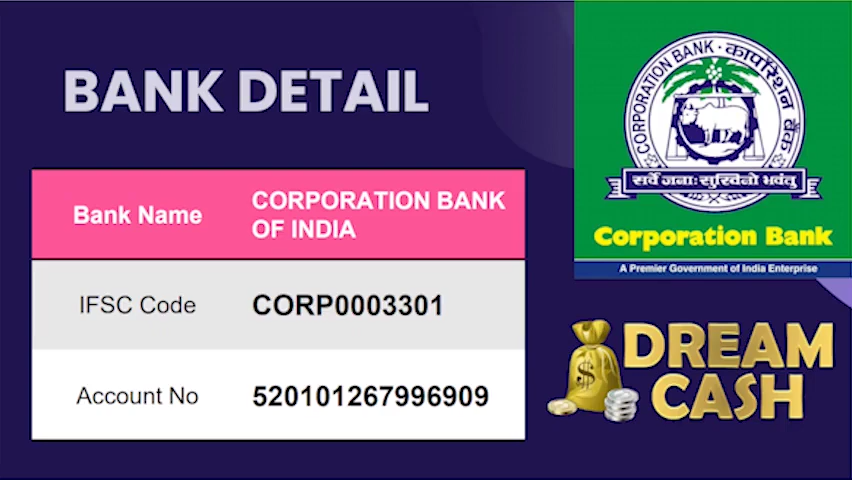 BANK DETAIL
Bank Name
CORPORATION BANK
OF INDIA
IFSC Code
CORP0003301
Account No
520101267996909
CORPORATION BANK · कार्पोरेशन बैंक
सर्वे जनाः सुखिनो भवंतु
Corporation Bank
A Premier Government of India Enterprise
$
DREAM
CASH